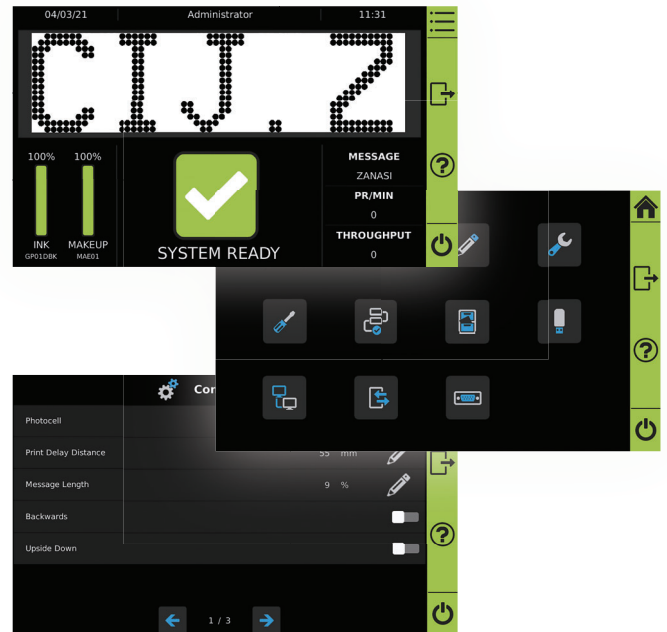 04/03/21 Administrator 11:31
CIJ.Z
100% 100%
INK MAKEUP
GP01DBK MAE01
SYSTEM READY
MESSAGE
ZANASI
PR/MIN
0
THROUGHPUT
0
Photocell
Print Delay Distance 55 mm
Message Length 9 %
Backwards
Upside Down
1 / 3